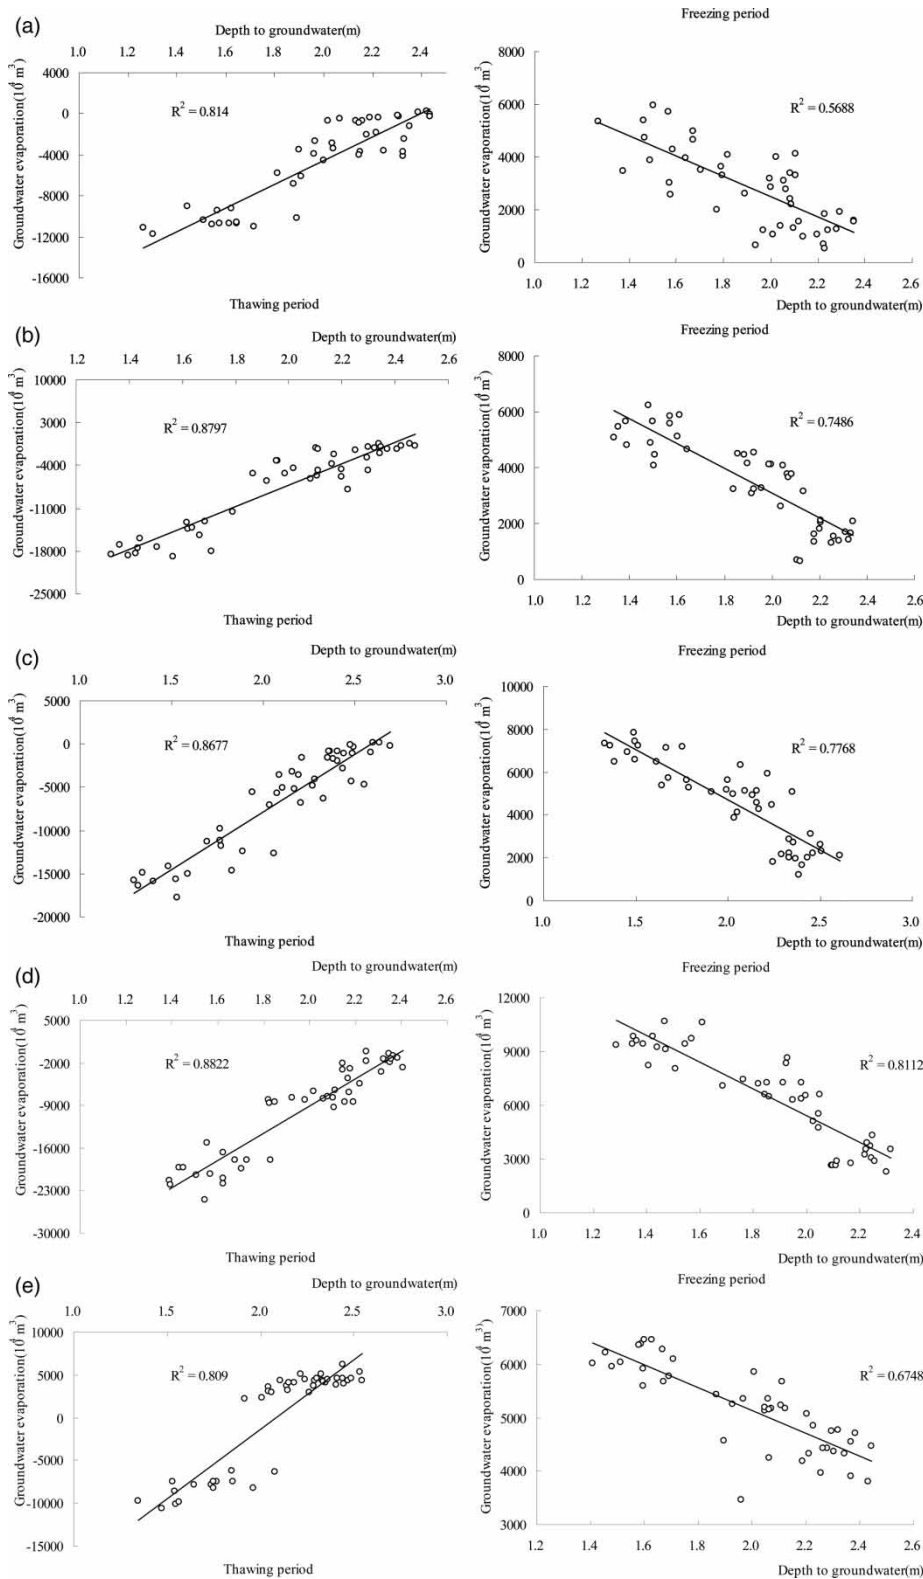 (a)
Depth to groundwater(m)
1.0 1.2 1.4 1.6 1.8 2.0 2.2 2.4
4000
0
-4000
-8000
-12000
-16000
Groundwater evaporation(10⁴ m³)
R² = 0.814
Thawing period
Freezing period
8000
6000
4000
2000
0
Groundwater evaporation(10⁴ m³)
R² = 0.5688
1.0 1.2 1.4 1.6 1.8 2.0 2.2 2.4 2.6
Depth to groundwater(m)
(b)
Depth to groundwater(m)
1.2 1.4 1.6 1.8 2.0 2.2 2.4 2.6
10000
3000
-4000
-11000
-18000
-25000
Groundwater evaporation(10⁴ m³)
R² = 0.8797
Thawing period
Freezing period
8000
6000
4000
2000
0
Groundwater evaporation(10⁴ m³)
R² = 0.7486
1.0 1.2 1.4 1.6 1.8 2.0 2.2 2.4 2.6
Depth to groundwater(m)
(c)
Depth to groundwater(m)
1.0 1.5 2.0 2.5 3.0
5000
0
-5000
-10000
-15000
-20000
Groundwater evaporation(10⁴ m³)
R² = 0.8677
Thawing period
Freezing period
10000
8000
6000
4000
2000
0
Groundwater evaporation(10⁴ m³)
R² = 0.7768
1.0 1.5 2.0 2.5 3.0
Depth to groundwater(m)
(d)
Depth to groundwater(m)
1.0 1.2 1.4 1.6 1.8 2.0 2.2 2.4 2.6
5000
-2000
-9000
-16000
-23000
-30000
Groundwater evaporation(10⁴ m³)
R² = 0.8822
Thawing period
Freezing period
12000
9000
6000
3000
0
Groundwater evaporation(10⁴ m³)
R² = 0.8112
1.0 1.2 1.4 1.6 1.8 2.0 2.2 2.4
Depth to groundwater(m)
(e)
Depth to groundwater(m)
1.0 1.5 2.0 2.5 3.0
10000
5000
0
-5000
-10000
-15000
Groundwater evaporation(10⁴ m³)
R² = 0.809
Thawing period
Freezing period
7000
6000
5000
4000
3000
Groundwater evaporation(10⁴ m³)
R² = 0.6748
1.2 1.4 1.6 1.8 2.0 2.2 2.4 2.6
Depth to groundwater(m)